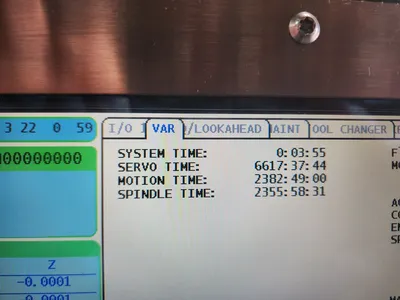 3 22 0 59
I/O VAR /LOOKAHEAD AINT OOL CHANGER
00000000
SYSTEM TIME: 0:03:55
SERVO TIME: 6617:37:44
MOTION TIME: 2382:49:00
SPINDLE TIME: 2355:58:31
Z
-0.0001